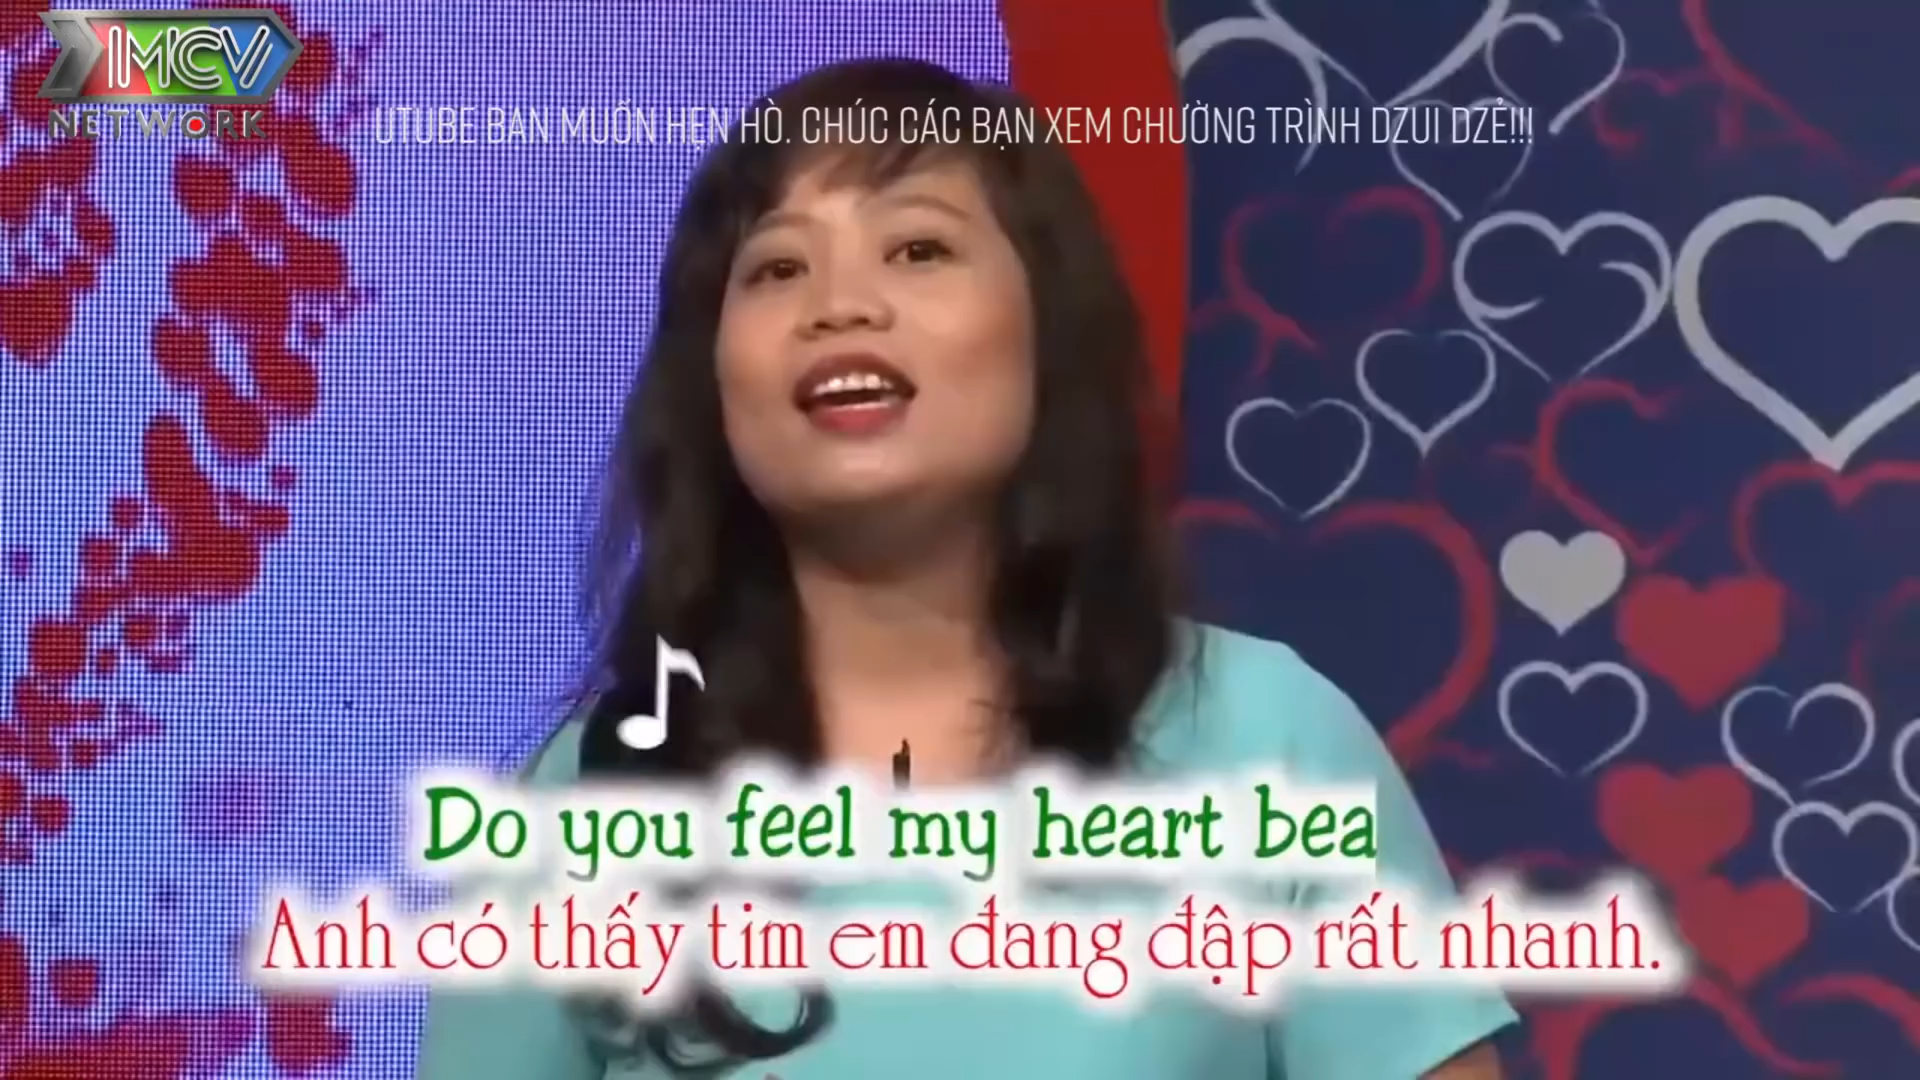 MCV
NETWORK
UTUBE BẠN MUỐN HẸN HÒ. CHÚC CÁC BẠN XEM CHƯỜNG TRÌNH DZUI DZẺ!!!
Do you feel my heart bea
Anh có thấy tim em đang đập rất nhanh.